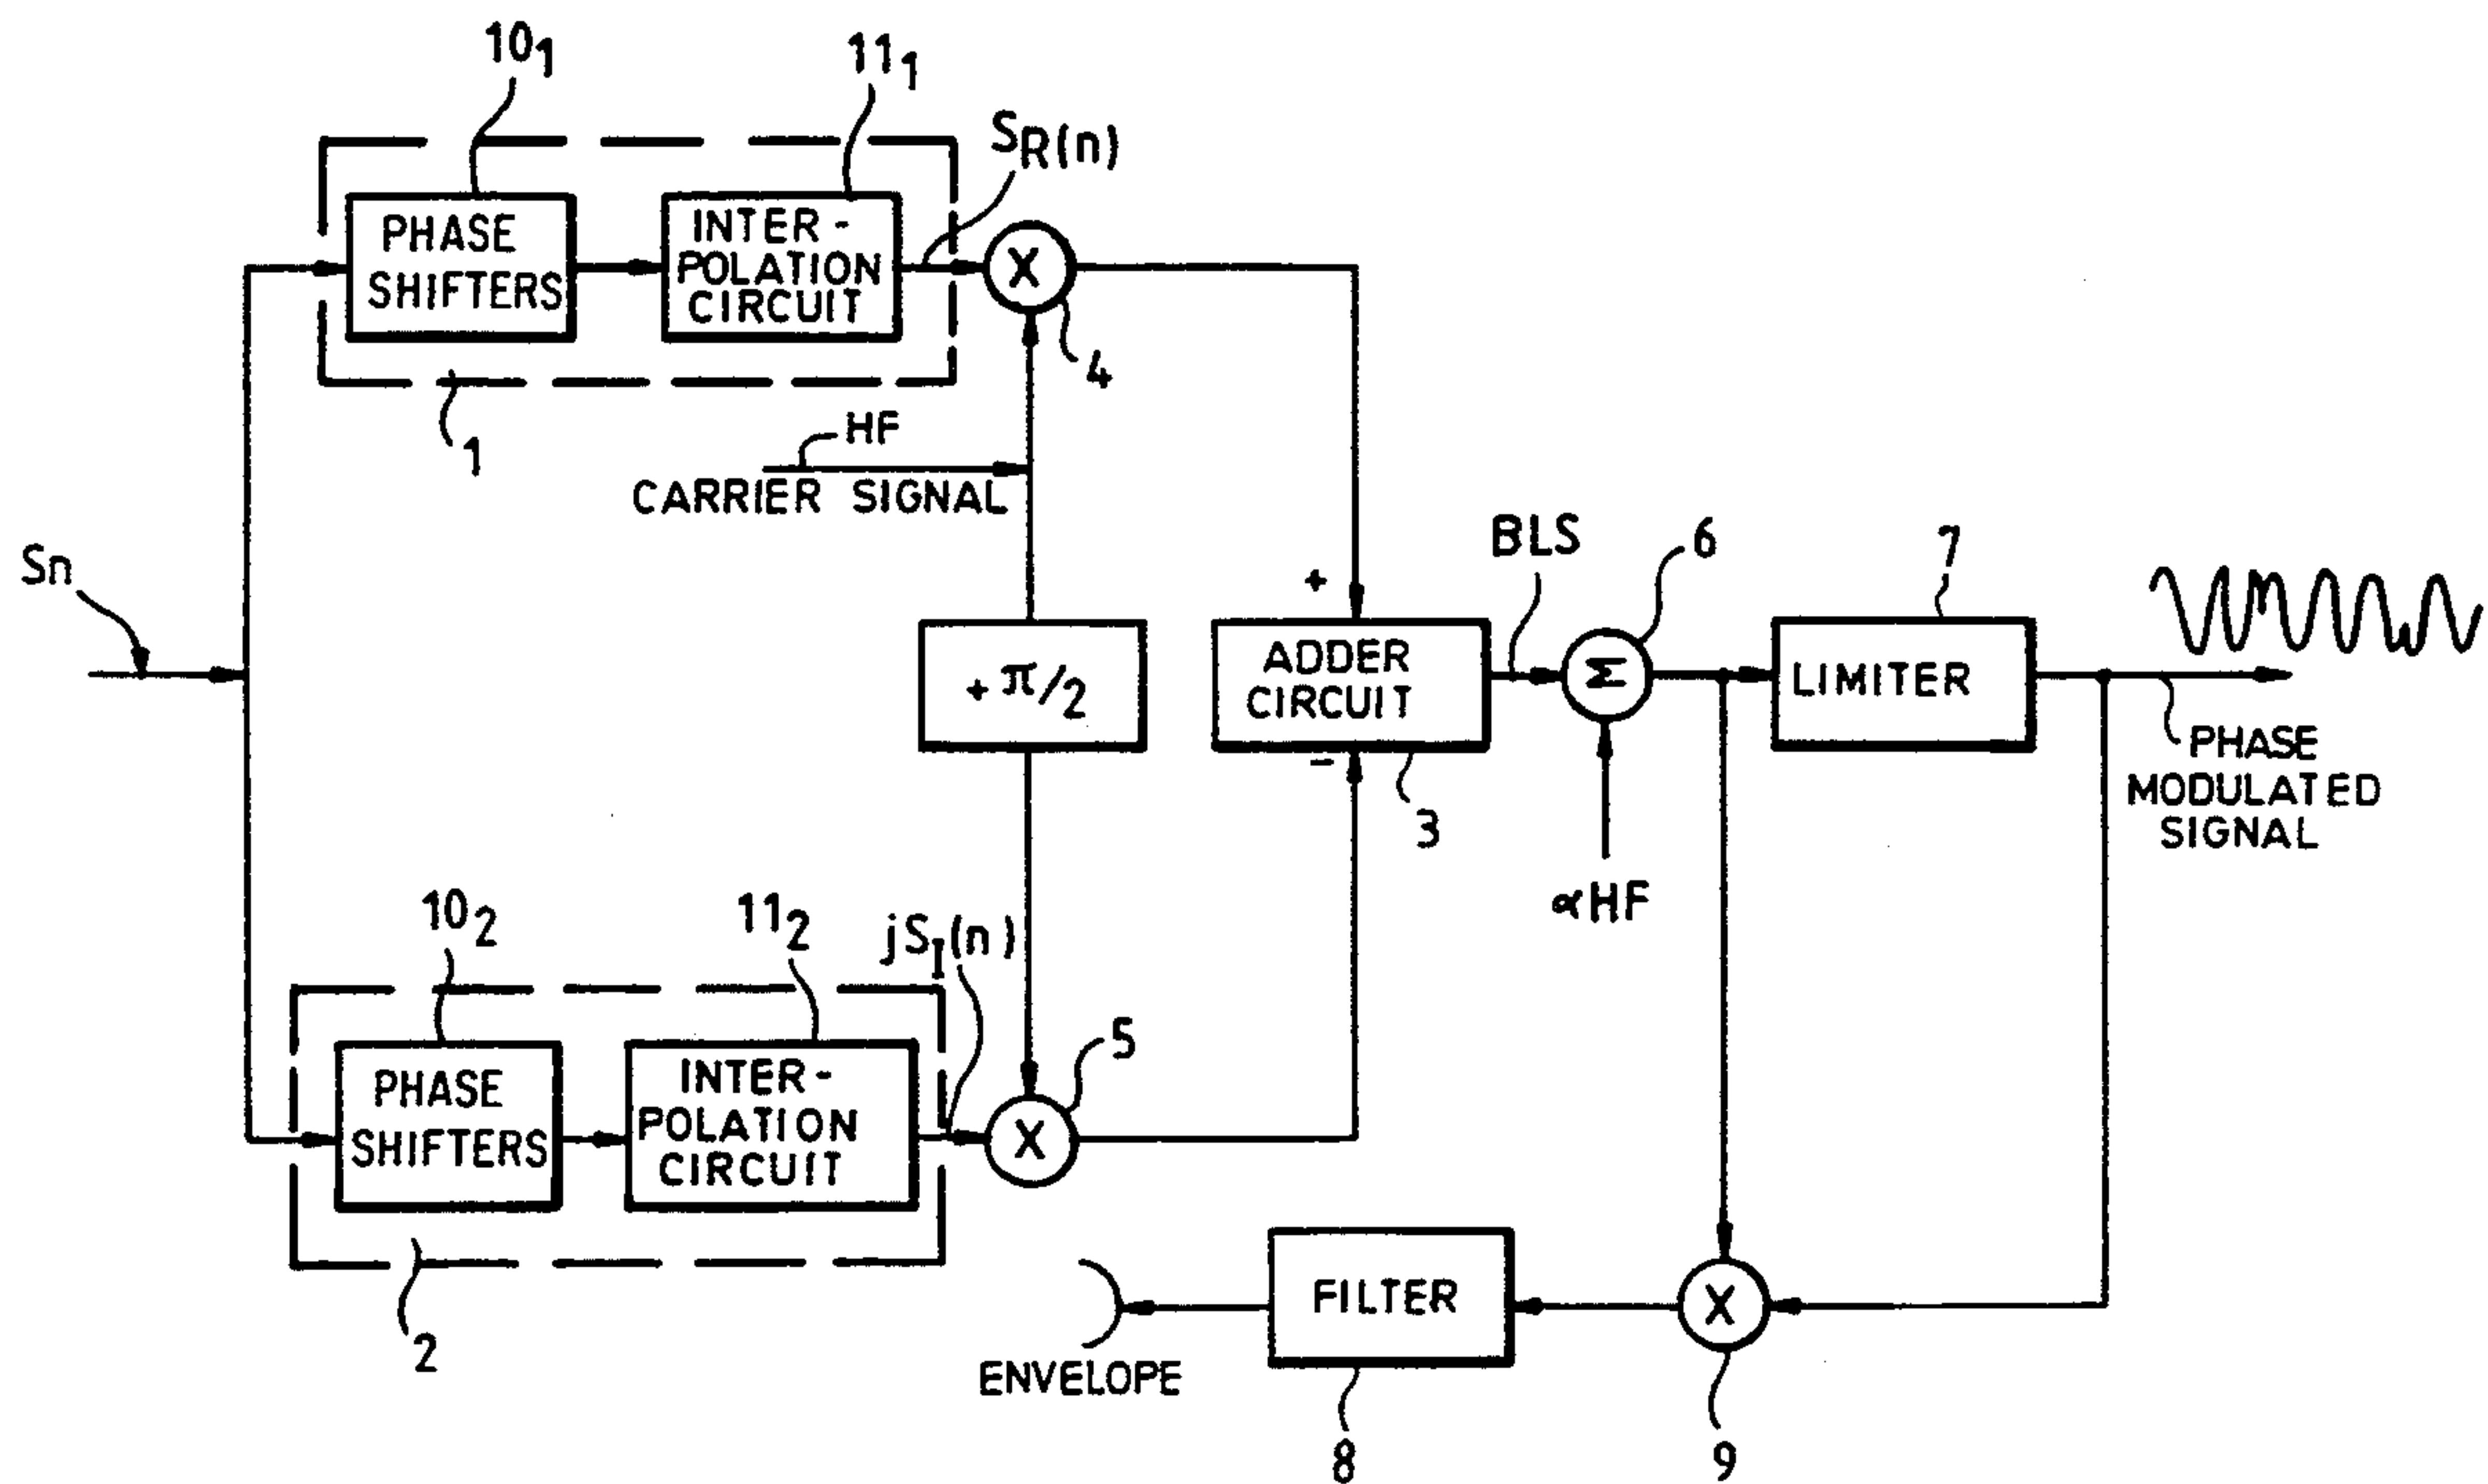 10₁
11₁
S_R(n)
PHASE
SHIFTERS
INTER-
POLATION
CIRCUIT
X
4
1
HF
CARRIER SIGNAL
Sn
+ π/2
+
ADDER
CIRCUIT
-
3
BLS
6
Σ
αHF
7
LIMITER
PHASE
MODULATED
SIGNAL
10₂
11₂
jS_I(n)
PHASE
SHIFTERS
INTER-
POLATION
CIRCUIT
X
5
2
ENVELOPE
FILTER
8
X
9